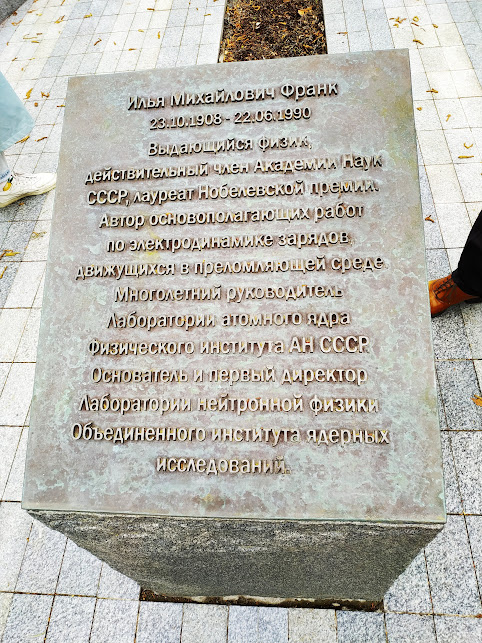 Илья Михайлович Франк
23.10.1908 - 22.06.1990
Выдающийся физик,
действительный член Академии Наук
СССР, лауреат Нобелевской премии.
Автор основополагающих работ
по электродинамике зарядов,
движущихся в преломляющей среде
Многолетний руководитель
Лаборатории атомного ядра
Физического института АН СССР.
Основатель и первый директор
Лаборатории нейтронной физики
Объединенного института ядерных
исследований.